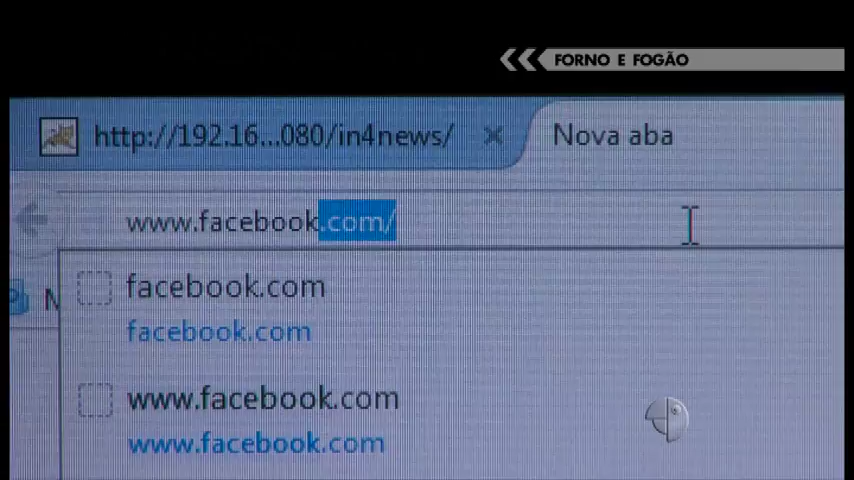 FORNO E FOGÃO
http://192.16...080/in4news/
Nova aba
www.facebook.com/
N
facebook.com
facebook.com
www.facebook.com
www.facebook.com